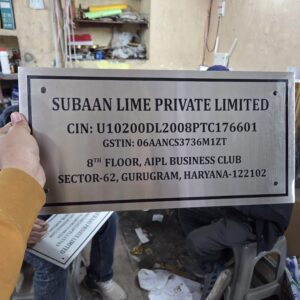 SUBAAN LIME PRIVATE LIMITED
CIN: U10200DL2008PTC176601
GSTIN: 06AANCS3736M1ZT
8TH FLOOR, AIPL BUSINESS CLUB
SECTOR-62, GURUGRAM, HARYANA-122102